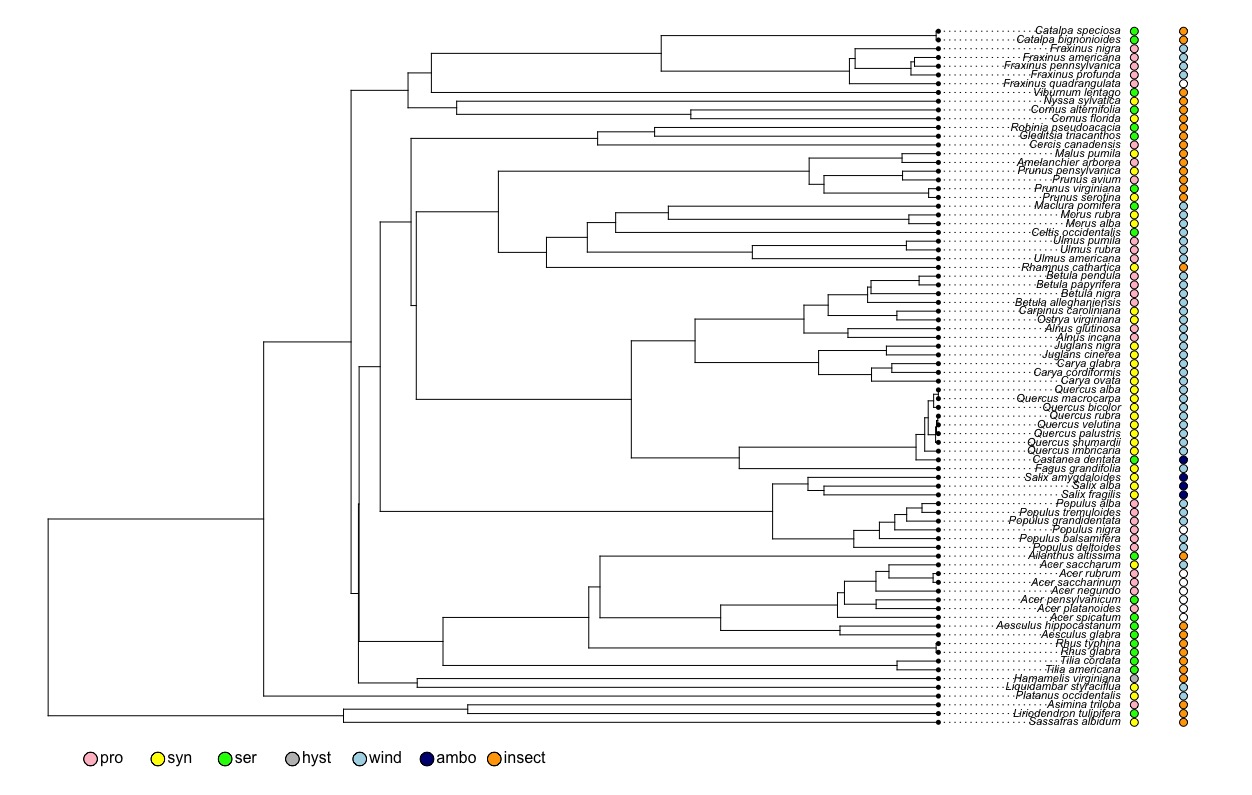 Catalpa speciosa
Catalpa bignonioides
Fraxinus nigra
Fraxinus americana
Fraxinus pennsylvanica
Fraxinus profunda
Fraxinus quadrangulata
Viburnum lentago
Nyssa sylvatica
Cornus alternifolia
Cornus florida
Robinia pseudoacacia
Gleditsia triacanthos
Cercis canadensis
Malus pumila
Amelanchier arborea
Prunus pensylvanica
Prunus avium
Prunus virginiana
Prunus serotina
Maclura pomifera
Morus rubra
Morus alba
Celtis occidentalis
Ulmus pumila
Ulmus rubra
Ulmus americana
Rhamnus cathartica
Betula pendula
Betula papyrifera
Betula nigra
Betula alleghaniensis
Carpinus caroliniana
Ostrya virginiana
Alnus glutinosa
Alnus incana
Juglans nigra
Juglans cinerea
Carya glabra
Carya cordiformis
Carya ovata
Quercus alba
Quercus macrocarpa
Quercus bicolor
Quercus rubra
Quercus velutina
Quercus palustris
Quercus shumardii
Quercus imbricaria
Castanea dentata
Fagus grandifolia
Salix amygdaloides
Salix alba
Salix fragilis
Populus alba
Populus tremuloides
Populus grandidentata
Populus nigra
Populus balsamifera
Populus deltoides
Ailanthus altissima
Acer saccharum
Acer rubrum
Acer saccharinum
Acer negundo
Acer pensylvanicum
Acer platanoides
Acer spicatum
Aesculus hippocastanum
Aesculus glabra
Rhus typhina
Rhus glabra
Tilia cordata
Tilia americana
Hamamelis virginiana
Liquidambar styraciflua
Platanus occidentalis
Asimina triloba
Liriodendron tulipifera
Sassafras albidum
pro syn ser hyst wind ambo insect